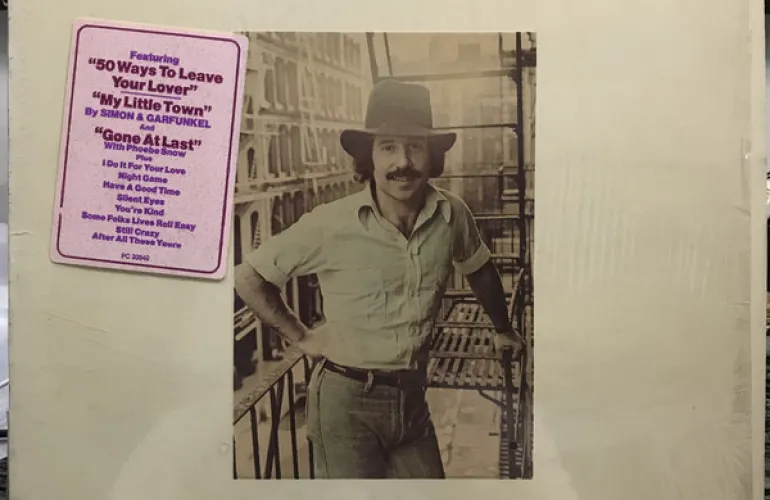 Featuring
"50 Ways To Leave
Your Lover"
"My Little Town"
By SIMON & GARFUNKEL
And
"Gone At Last"
With Phoebe Snow
Plus
I Do It For Your Love
Night Game
Have A Good Time
Silent Eyes
You're Kind
Some Folks Lives Roll Easy
Still Crazy
After All These Years
PC 33540